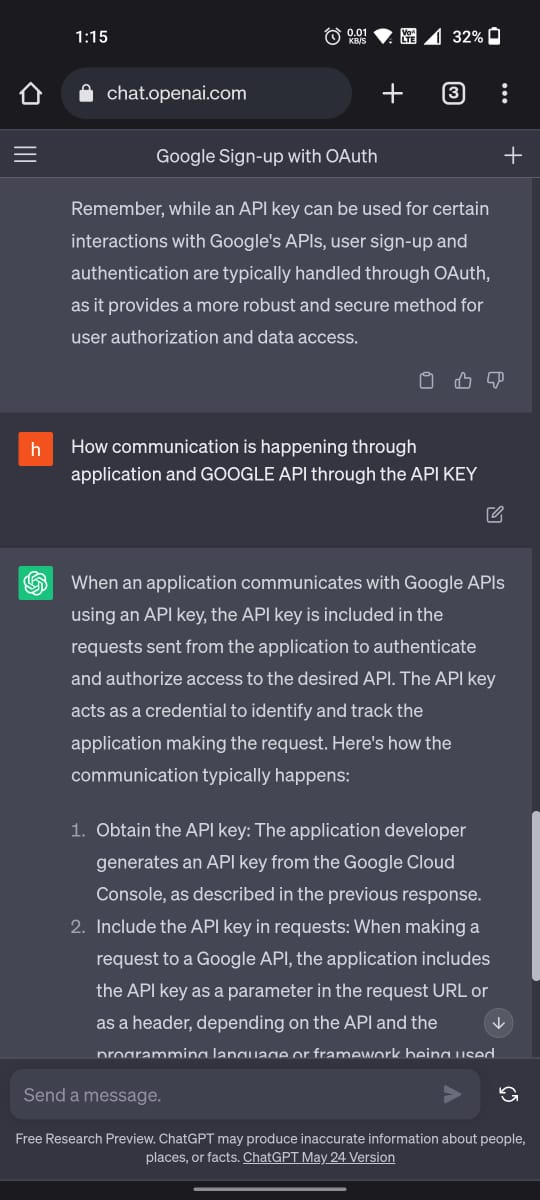 1:15
0.01
KB/S
Vo
LTE
32%
chat.openai.com
3
Google Sign-up with OAuth
Remember, while an API key can be used for certain
interactions with Google's APIs, user sign-up and
authentication are typically handled through OAuth,
as it provides a more robust and secure method for
user authorization and data access.
h
How communication is happening through
application and GOOGLE API through the API KEY
When an application communicates with Google APIs
using an API key, the API key is included in the
requests sent from the application to authenticate
and authorize access to the desired API. The API key
acts as a credential to identify and track the
application making the request. Here's how the
communication typically happens:
1. Obtain the API key: The application developer
generates an API key from the Google Cloud
Console, as described in the previous response.
2. Include the API key in requests: When making a
request to a Google API, the application includes
the API key as a parameter in the request URL or
as a header, depending on the API and the
programming language or framework being used
Send a message.
Free Research Preview. ChatGPT may produce inaccurate information about people,
places, or facts. ChatGPT May 24 Version